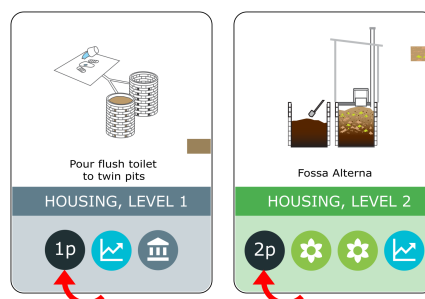 Pour flush toilet
to twin pits
HOUSING, LEVEL 1
1p
Fossa Alterna
HOUSING, LEVEL 2
2p